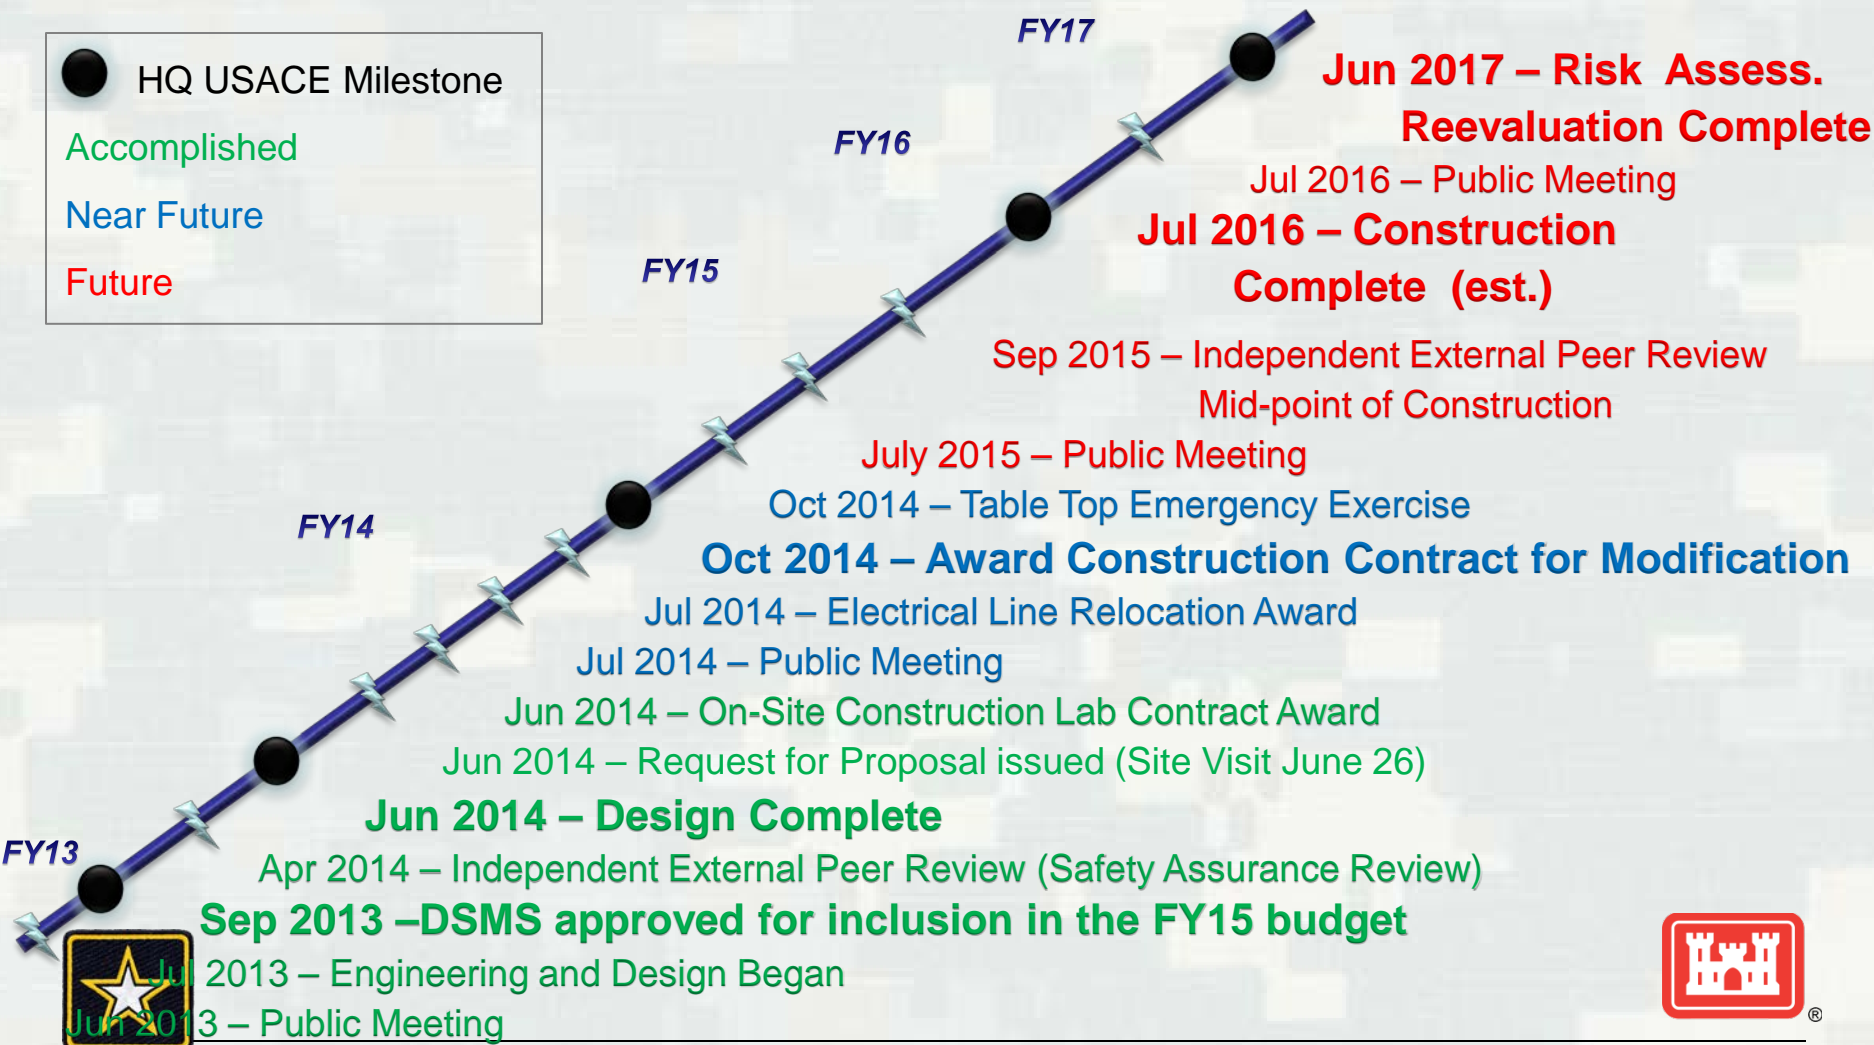 HQ USACE Milestone
Accomplished
Near Future
Future
FY17
FY16
FY15
FY14
FY13
Jun 2017 – Risk Assess.
Reevaluation Complete
Jul 2016 – Public Meeting
Jul 2016 – Construction
Complete (est.)
Sep 2015 – Independent External Peer Review
Mid-point of Construction
July 2015 – Public Meeting
Oct 2014 – Table Top Emergency Exercise
Oct 2014 – Award Construction Contract for Modification
Jul 2014 – Electrical Line Relocation Award
Jul 2014 – Public Meeting
Jun 2014 – On-Site Construction Lab Contract Award
Jun 2014 – Request for Proposal issued (Site Visit June 26)
Jun 2014 – Design Complete
Apr 2014 – Independent External Peer Review (Safety Assurance Review)
Sep 2013 –DSMS approved for inclusion in the FY15 budget
Jul 2013 – Engineering and Design Began
Jun 2013 – Public Meeting
®